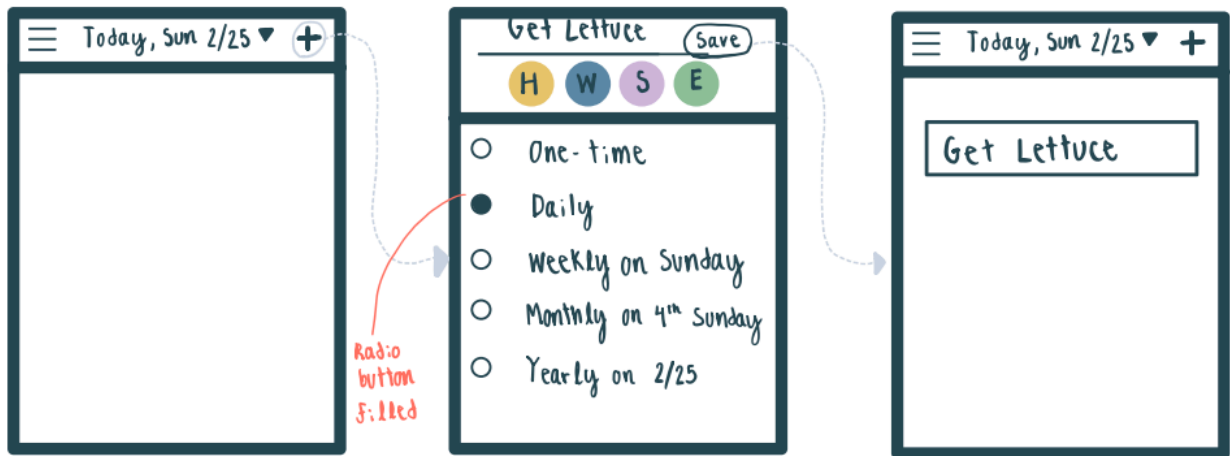 Today, Sun 2/25
Get Lettuce
Save
H W S E
One-time
Daily
Weekly on Sunday
Monthly on 4th Sunday
Yearly on 2/25
Radio
button
filled
Today, Sun 2/25
Get Lettuce